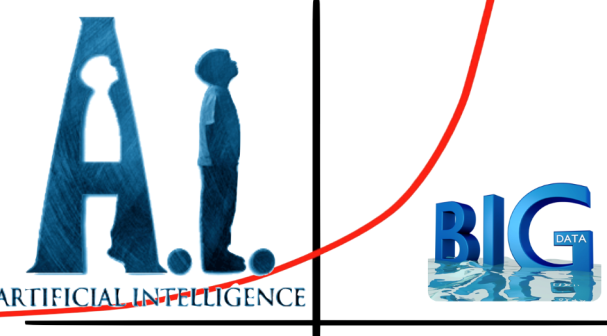 A.I.
ARTIFICIAL INTELLIGENCE
BIG
DATA